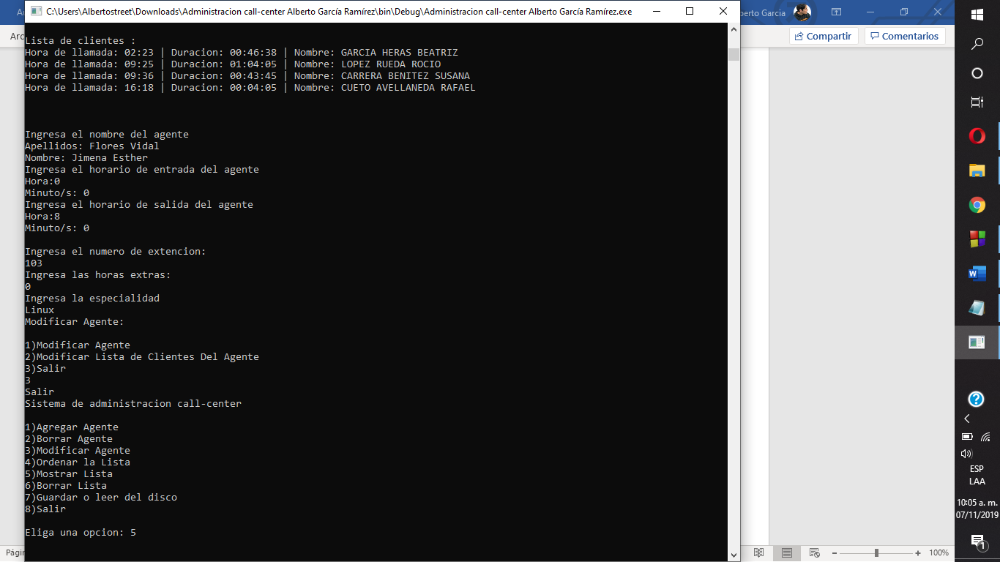 C:\Users\Albertostreet\Downloads\Administracion call-center Alberto García Ramírez\bin\Debug\Administracion call-center Alberto García Ramírez.exe
Au
berto Garcia
Arc
Compartir
Comentarios
Lista de clientes :
Hora de llamada: 02:23 | Duracion: 00:46:38 | Nombre: GARCIA HERAS BEATRIZ
Hora de llamada: 09:25 | Duracion: 01:04:05 | Nombre: LOPEZ RUEDA ROCIO
Hora de llamada: 09:36 | Duracion: 00:43:45 | Nombre: CARRERA BENITEZ SUSANA
Hora de llamada: 16:18 | Duracion: 00:04:05 | Nombre: CUETO AVELLANEDA RAFAEL
Ingresa el nombre del agente
Apellidos: Flores Vidal
Nombre: Jimena Esther
Ingresa el horario de entrada del agente
Hora:0
Minuto/s: 0
Ingresa el horario de salida del agente
Hora:8
Minuto/s: 0
Ingresa el numero de extencion:
103
Ingresa las horas extras:
0
Ingresa la especialidad
Linux
Modificar Agente:
1)Modificar Agente
2)Modificar Lista de Clientes Del Agente
3)Salir
3
Salir
Sistema de administracion call-center
1)Agregar Agente
2)Borrar Agente
3)Modificar Agente
4)Ordenar la Lista
5)Mostrar Lista
6)Borrar Lista
7)Guardar o leer del disco
8)Salir
Eliga una opcion: 5
Págin
100%
ESP
LAA
10:05 a. m.
07/11/2019
1